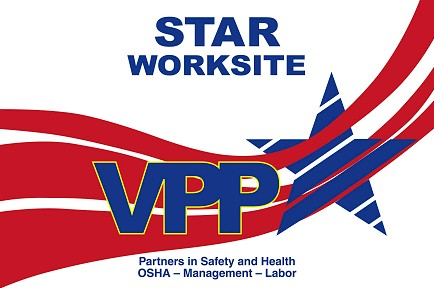 STAR
WORKSITE
VPP
Partners in Safety and Health
OSHA – Management – Labor